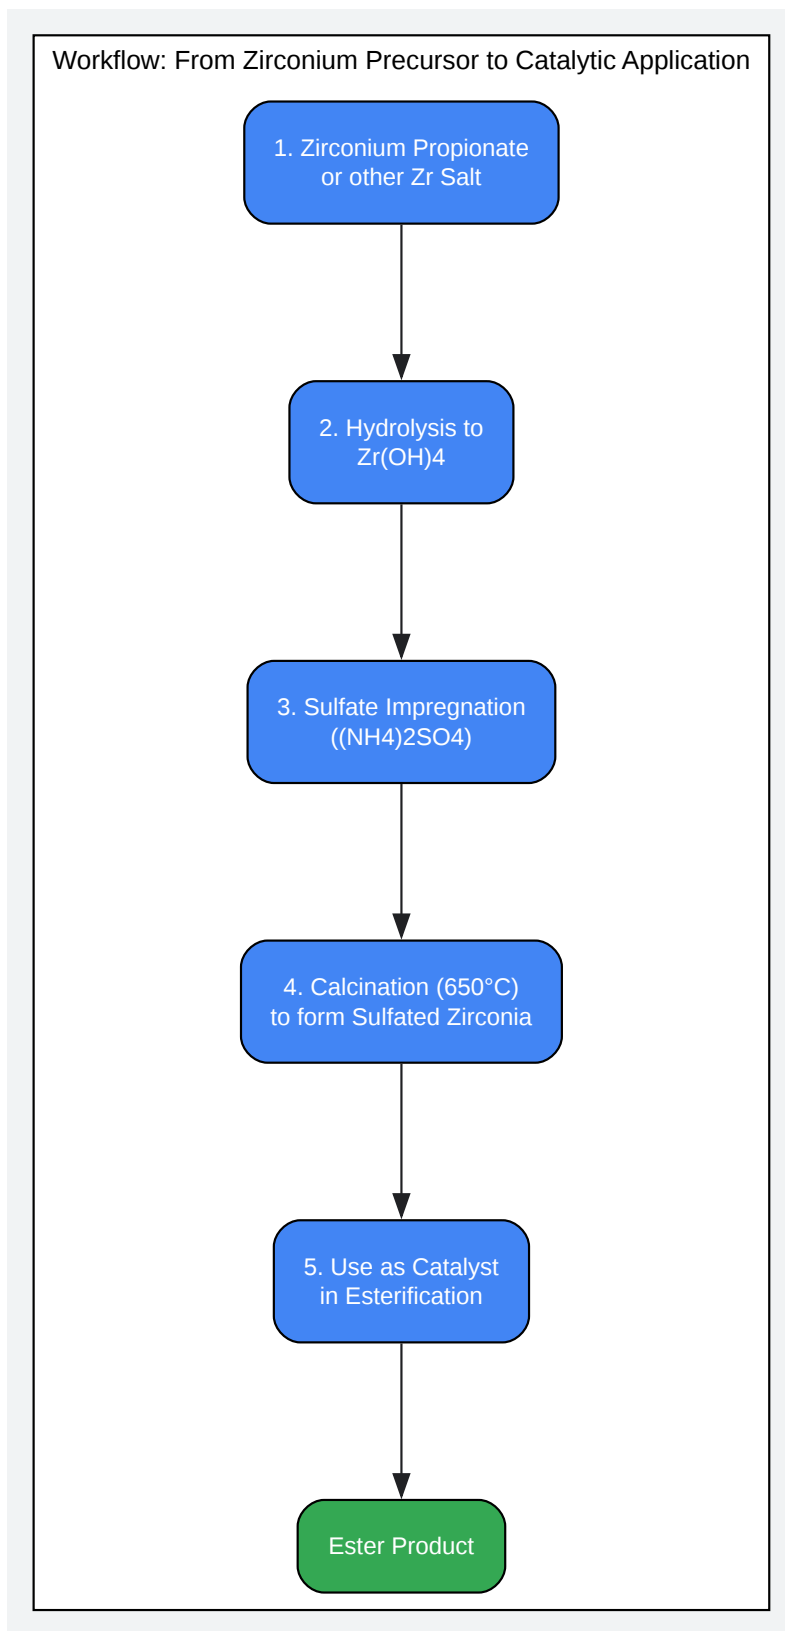 Workflow: From Zirconium Precursor to Catalytic Application
1. Zirconium Propionate
or other Zr Salt
2. Hydrolysis to
Zr(OH)4
3. Sulfate Impregnation
((NH4)2SO4)
4. Calcination (650°C)
to form Sulfated Zirconia
5. Use as Catalyst
in Esterification
Ester Product